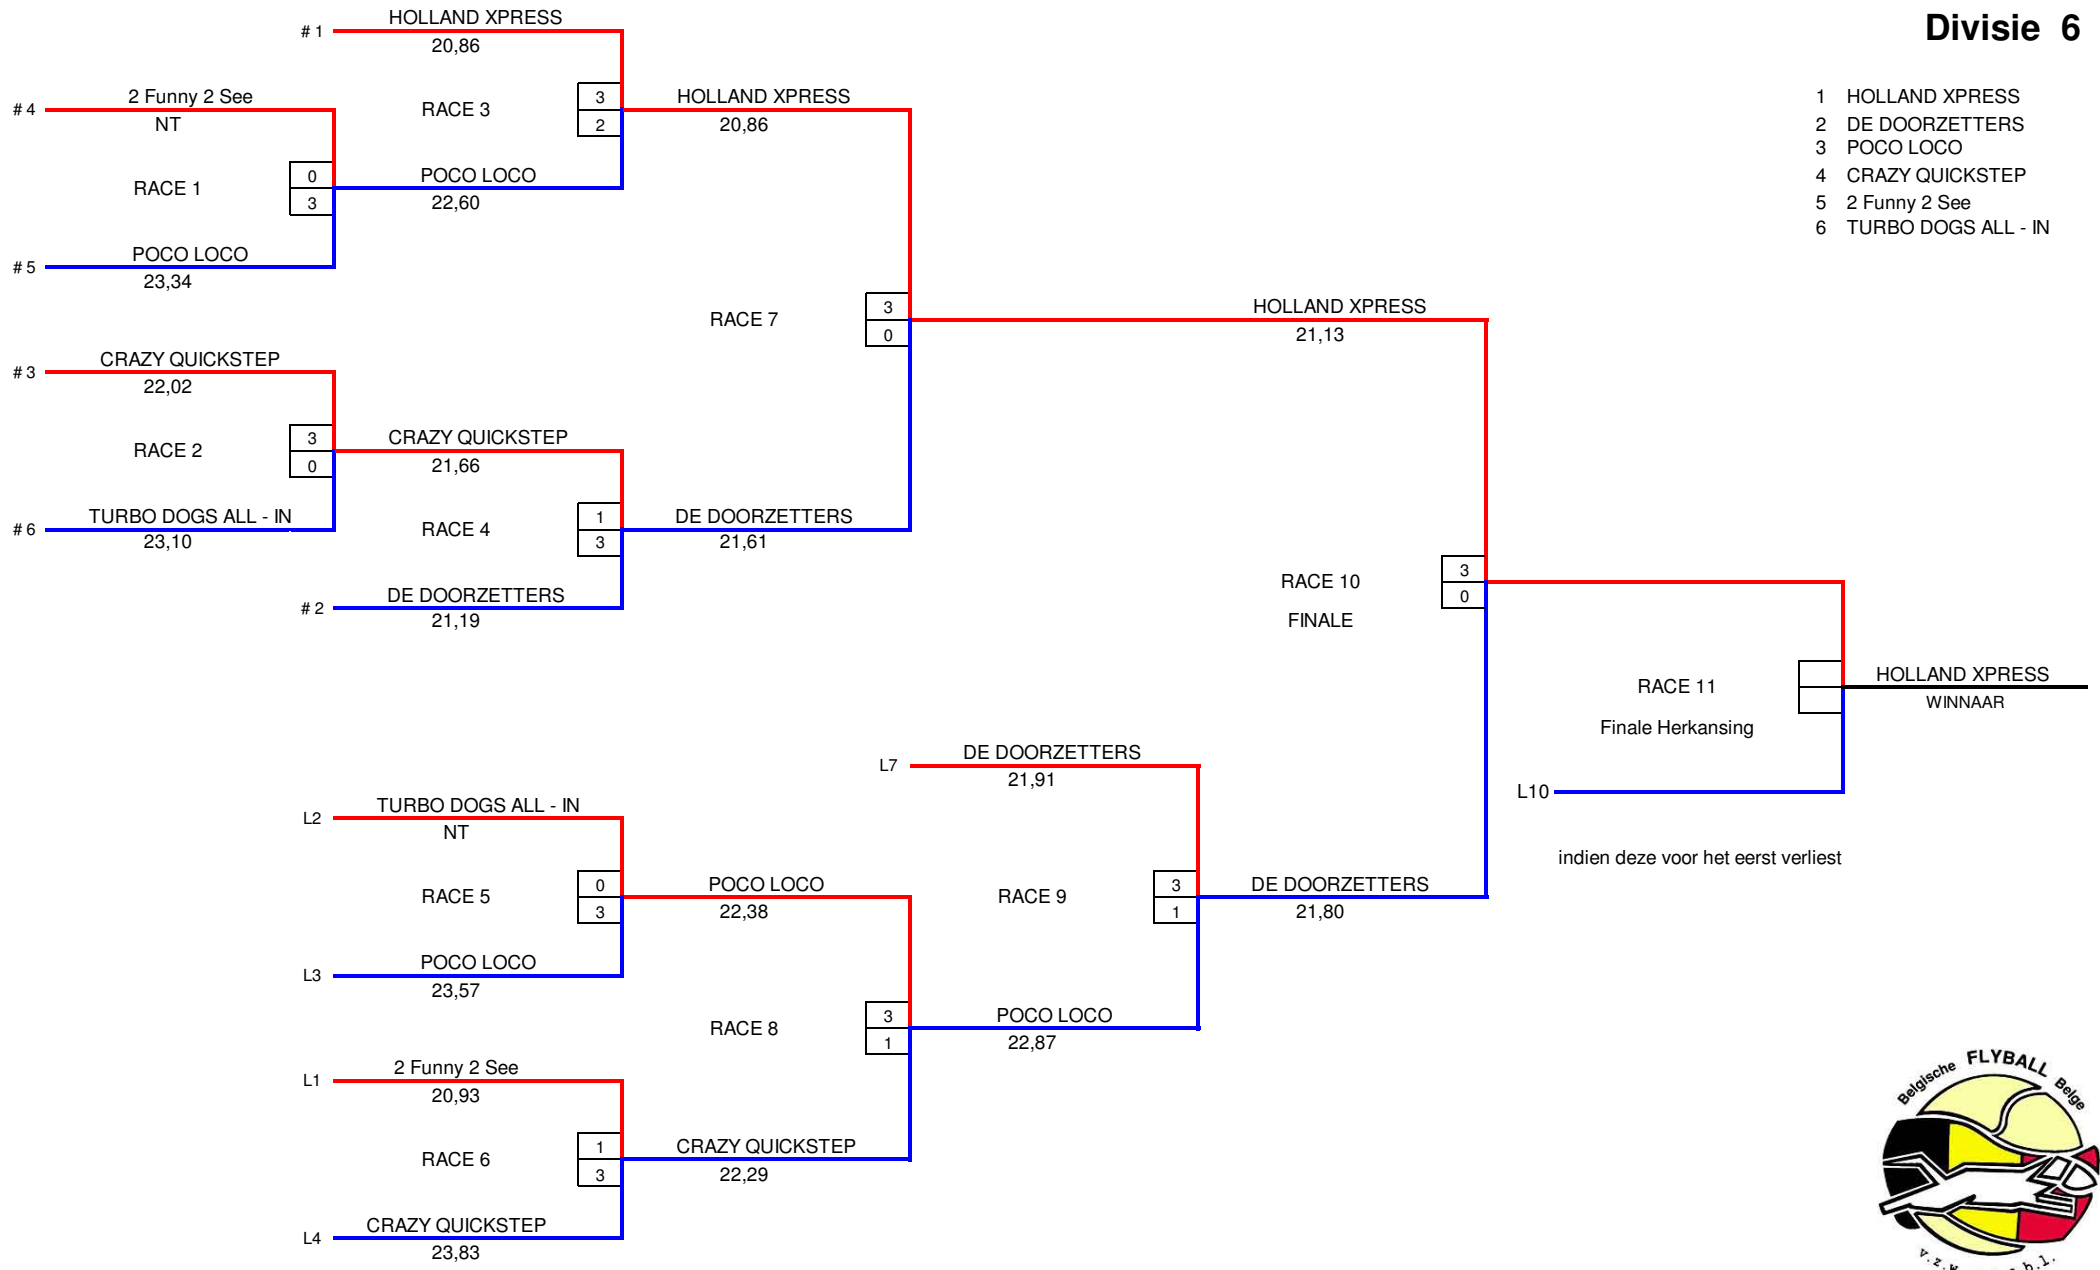 Divisie 6
1 HOLLAND XPRESS
2 DE DOORZETTERS
3 POCO LOCO
4 CRAZY QUICKSTEP
5 2 Funny 2 See
6 TURBO DOGS ALL - IN
# 1
HOLLAND XPRESS
20,86
# 4
2 Funny 2 See
NT
RACE 1
0
3
# 5
POCO LOCO
23,34
RACE 3
3
2
POCO LOCO
22,60
HOLLAND XPRESS
20,86
# 3
CRAZY QUICKSTEP
22,02
RACE 2
3
0
# 6
TURBO DOGS ALL - IN
23,10
CRAZY QUICKSTEP
21,66
RACE 4
1
3
# 2
DE DOORZETTERS
21,19
DE DOORZETTERS
21,61
RACE 7
3
0
HOLLAND XPRESS
21,13
RACE 10
FINALE
3
0
RACE 11
Finale Herkansing
HOLLAND XPRESS
WINNAAR
L10
indien deze voor het eerst verliest
L7
DE DOORZETTERS
21,91
RACE 9
3
1
DE DOORZETTERS
21,80
L2
TURBO DOGS ALL - IN
NT
RACE 5
0
3
L3
POCO LOCO
23,57
POCO LOCO
22,38
RACE 8
3
1
POCO LOCO
22,87
L1
2 Funny 2 See
20,93
RACE 6
1
3
L4
CRAZY QUICKSTEP
23,83
CRAZY QUICKSTEP
22,29
Belgische FLYBALL Belge
v.z.w.